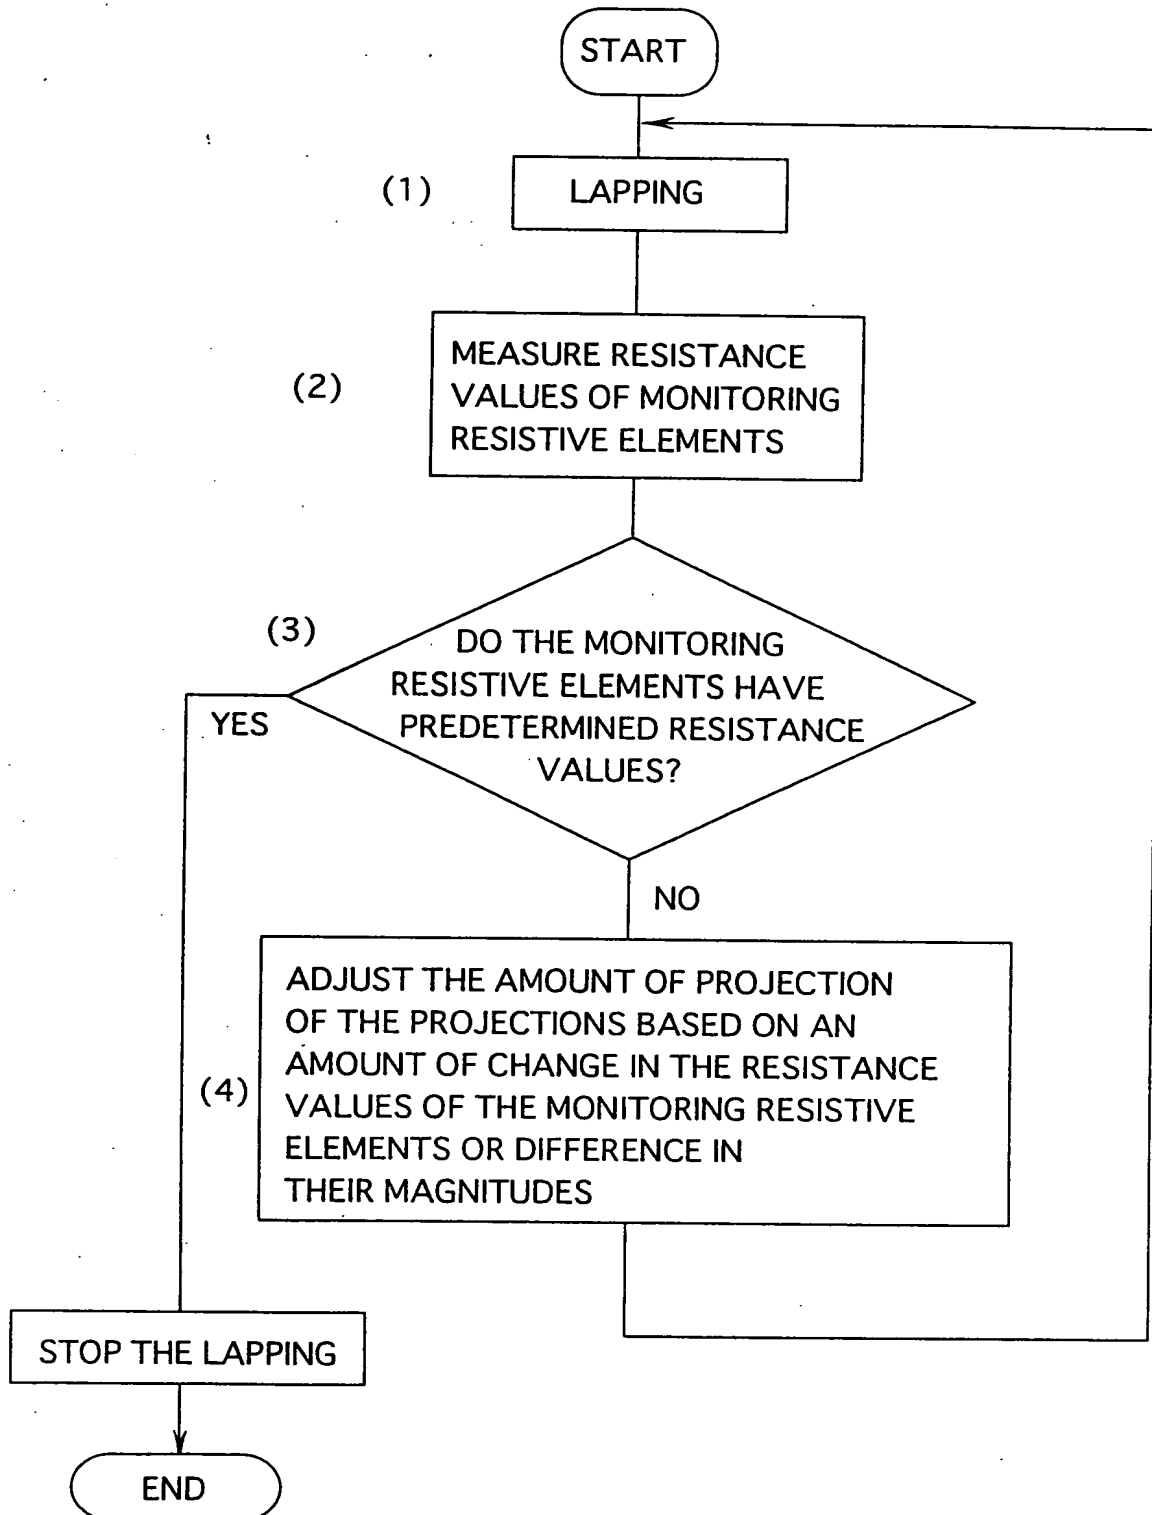 START
(1)
LAPPING
(2)
MEASURE RESISTANCE
VALUES OF MONITORING
RESISTIVE ELEMENTS
(3)
DO THE MONITORING
RESISTIVE ELEMENTS HAVE
PREDETERMINED RESISTANCE
VALUES?
YES
NO
(4)
ADJUST THE AMOUNT OF PROJECTION
OF THE PROJECTIONS BASED ON AN
AMOUNT OF CHANGE IN THE RESISTANCE
VALUES OF THE MONITORING RESISTIVE
ELEMENTS OR DIFFERENCE IN
THEIR MAGNITUDES
STOP THE LAPPING
END